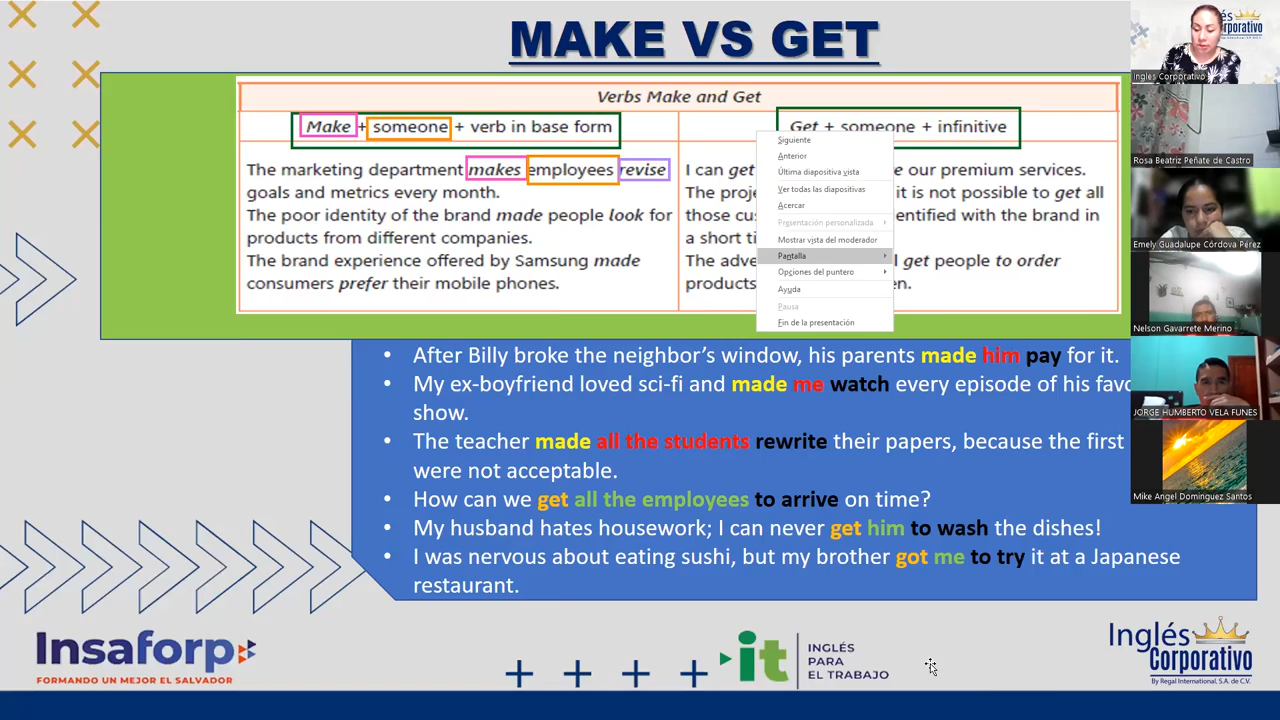 MAKE VS GET
Verbs Make and Get
Make + someone + verb in base form
Get + someone + infinitive
The marketing department makes employees revise
goals and metrics every month.
The poor identity of the brand made people look for
products from different companies.
The brand experience offered by Samsung made
consumers prefer their mobile phones.
I can get e our premium services.
The proje it is not possible to get all
those cus entified with the brand in
a short ti
The adve l get people to order
products en.
Siguiente
Anterior
Última diapositiva vista
Ver todas las diapositivas
Acercar
Presentación personalizada
Mostrar vista del moderador
Pantalla
Opciones del puntero
Ayuda
Pausa
Fin de la presentación
• After Billy broke the neighbor's window, his parents made him pay for it.
• My ex-boyfriend loved sci-fi and made me watch every episode of his favo
show.
• The teacher made all the students rewrite their papers, because the first
were not acceptable.
• How can we get all the employees to arrive on time?
• My husband hates housework; I can never get him to wash the dishes!
• I was nervous about eating sushi, but my brother got me to try it at a Japanese
restaurant.
Inglés
orporativo
Ingles Corporativo
Rosa Beatriz Peñate de Castro
Emely Guadalupe Córdova Pérez
Nelson Gavarrete Merino
JORGE HUMBERTO VELA FUNES
Mike Angel Dominguez Santos
Insaforp
FORMANDO UN MEJOR EL SALVADOR
it
INGLÉS
PARA
EL TRABAJO
Inglés
Corporativo
By Regal International, S.A. de C.V.